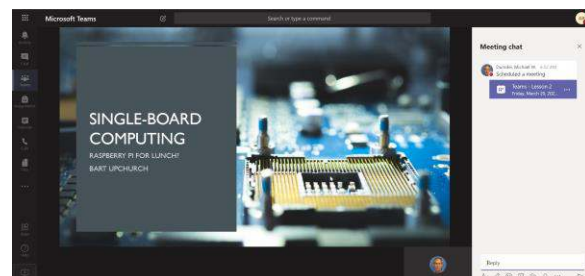 Microsoft Teams
Search or type a command
Meeting chat
SINGLE-BOARD
COMPUTING
RASPBERRY PI FOR LUNCH?
BART UPCHURCH
Scheduled a meeting
Teams - Lesson 2
Reply